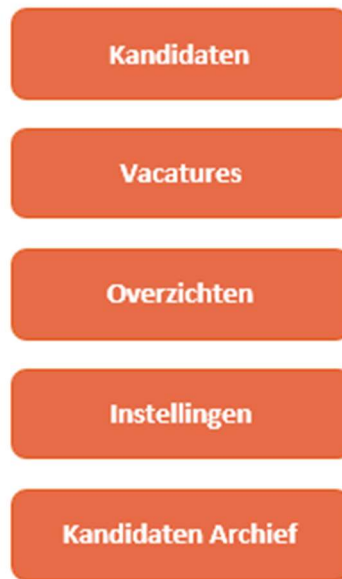 Kandidaten
Vacatures
Overzichten
Instellingen
Kandidaten Archief